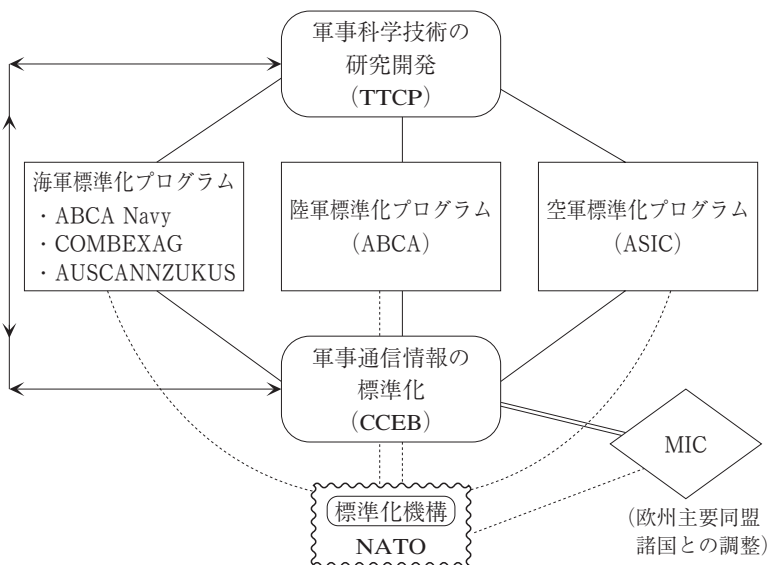 軍事科学技術の
研究開発
(TTCP)
海軍標準化プログラム
・ABCA Navy
・COMBEXAG
・AUSCANNZUKUS
陸軍標準化プログラム
(ABCA)
空軍標準化プログラム
(ASIC)
軍事通信情報の
標準化
(CCEB)
MIC
(欧州主要同盟
諸国との調整)
標準化機構
NATO